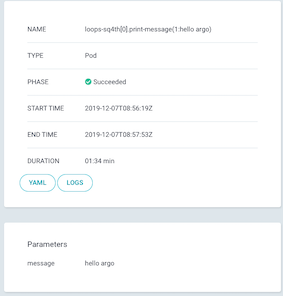 NAME loops-sq4th[0].print-message(1:hello argo)
TYPE Pod
PHASE Succeeded
START TIME 2019-12-07T08:56:19Z
END TIME 2019-12-07T08:57:53Z
DURATION 01:34 min
YAML LOGS
Parameters
message hello argo